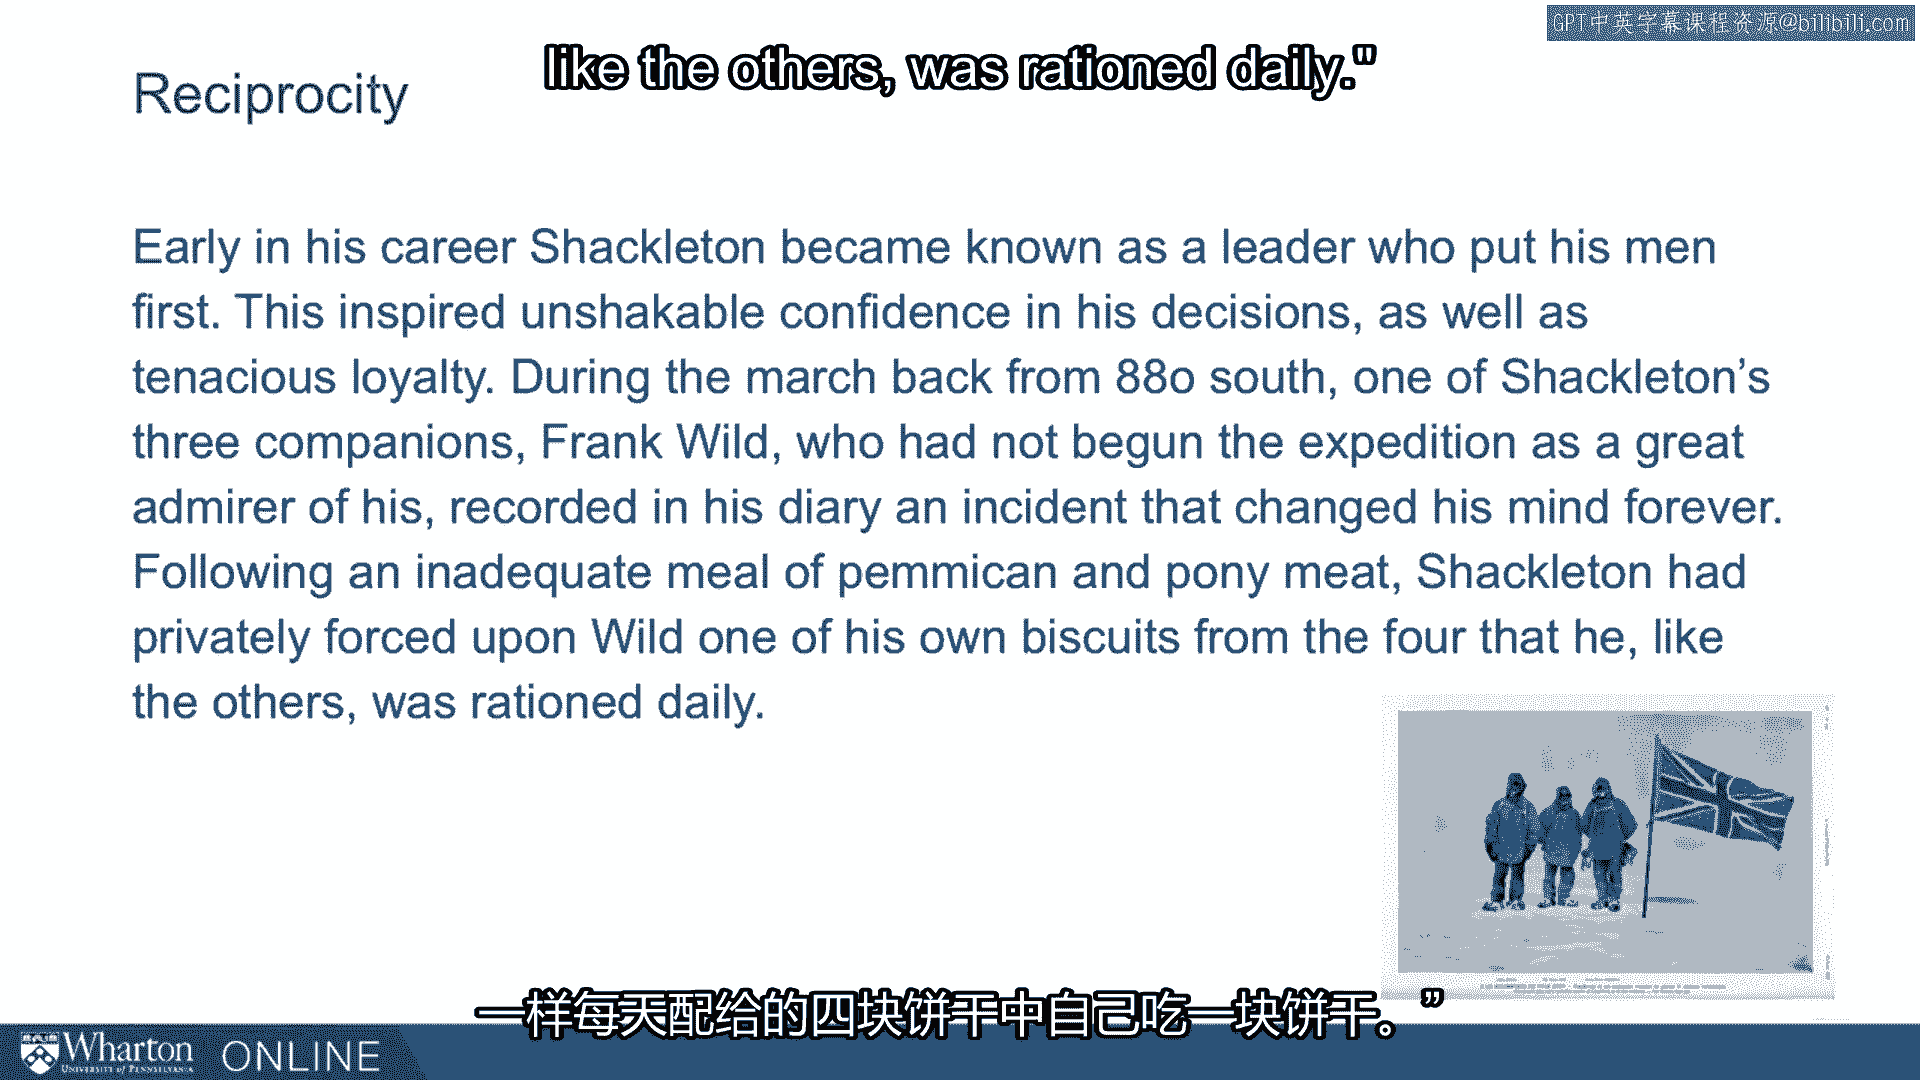 GPT中英字幕课程资源@bilibili.com
like the others, was rationed daily."
Reciprocity
Early in his career Shackleton became known as a leader who put his men
first. This inspired unshakable confidence in his decisions, as well as
tenacious loyalty. During the march back from 88o south, one of Shackleton’s
three companions, Frank Wild, who had not begun the expedition as a great
admirer of his, recorded in his diary an incident that changed his mind forever.
Following an inadequate meal of pemmican and pony meat, Shackleton had
privately forced upon Wild one of his own biscuits from the four that he, like
the others, was rationed daily.
一样每天配给的四块饼干中自己吃一块饼干。”
Wharton
UNIVERSITY OF PENNSYLVANIA
ONLINE